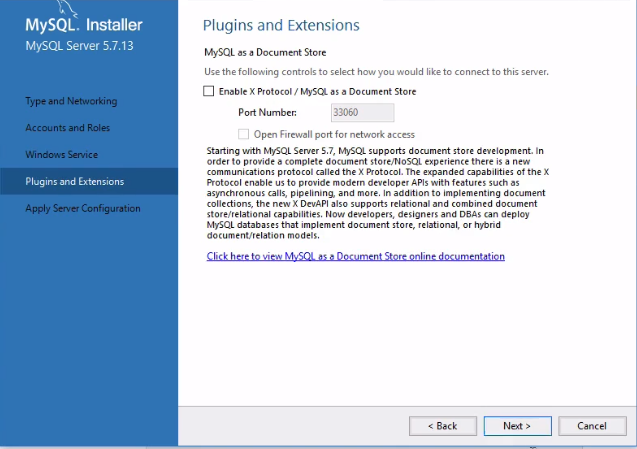 MySQL. Installer
MySQL Server 5.7.13
Type and Networking
Accounts and Roles
Windows Service
Plugins and Extensions
Apply Server Configuration
Plugins and Extensions
MySQL as a Document Store
Use the following controls to select how you would like to connect to this server.
Enable X Protocol / MySQL as a Document Store
Port Number: 33060
Open Firewall port for network access
Starting with MySQL Server 5.7, MySQL supports document store development. In
order to provide a complete document store/NoSQL experience there is a new
communications protocol called the X Protocol. The expanded capabilities of the X
Protocol enable us to provide modern developer APIs with features such as
asynchronous calls, pipelining, and more. In addition to implementing document
collections, the new X DevAPI also supports relational and combined document
store/relational capabilities. Now developers, designers and DBAs can deploy
MySQL databases that implement document store, relational, or hybrid
document/relation models.
Click here to view MySQL as a Document Store online documentation
< Back
Next >
Cancel